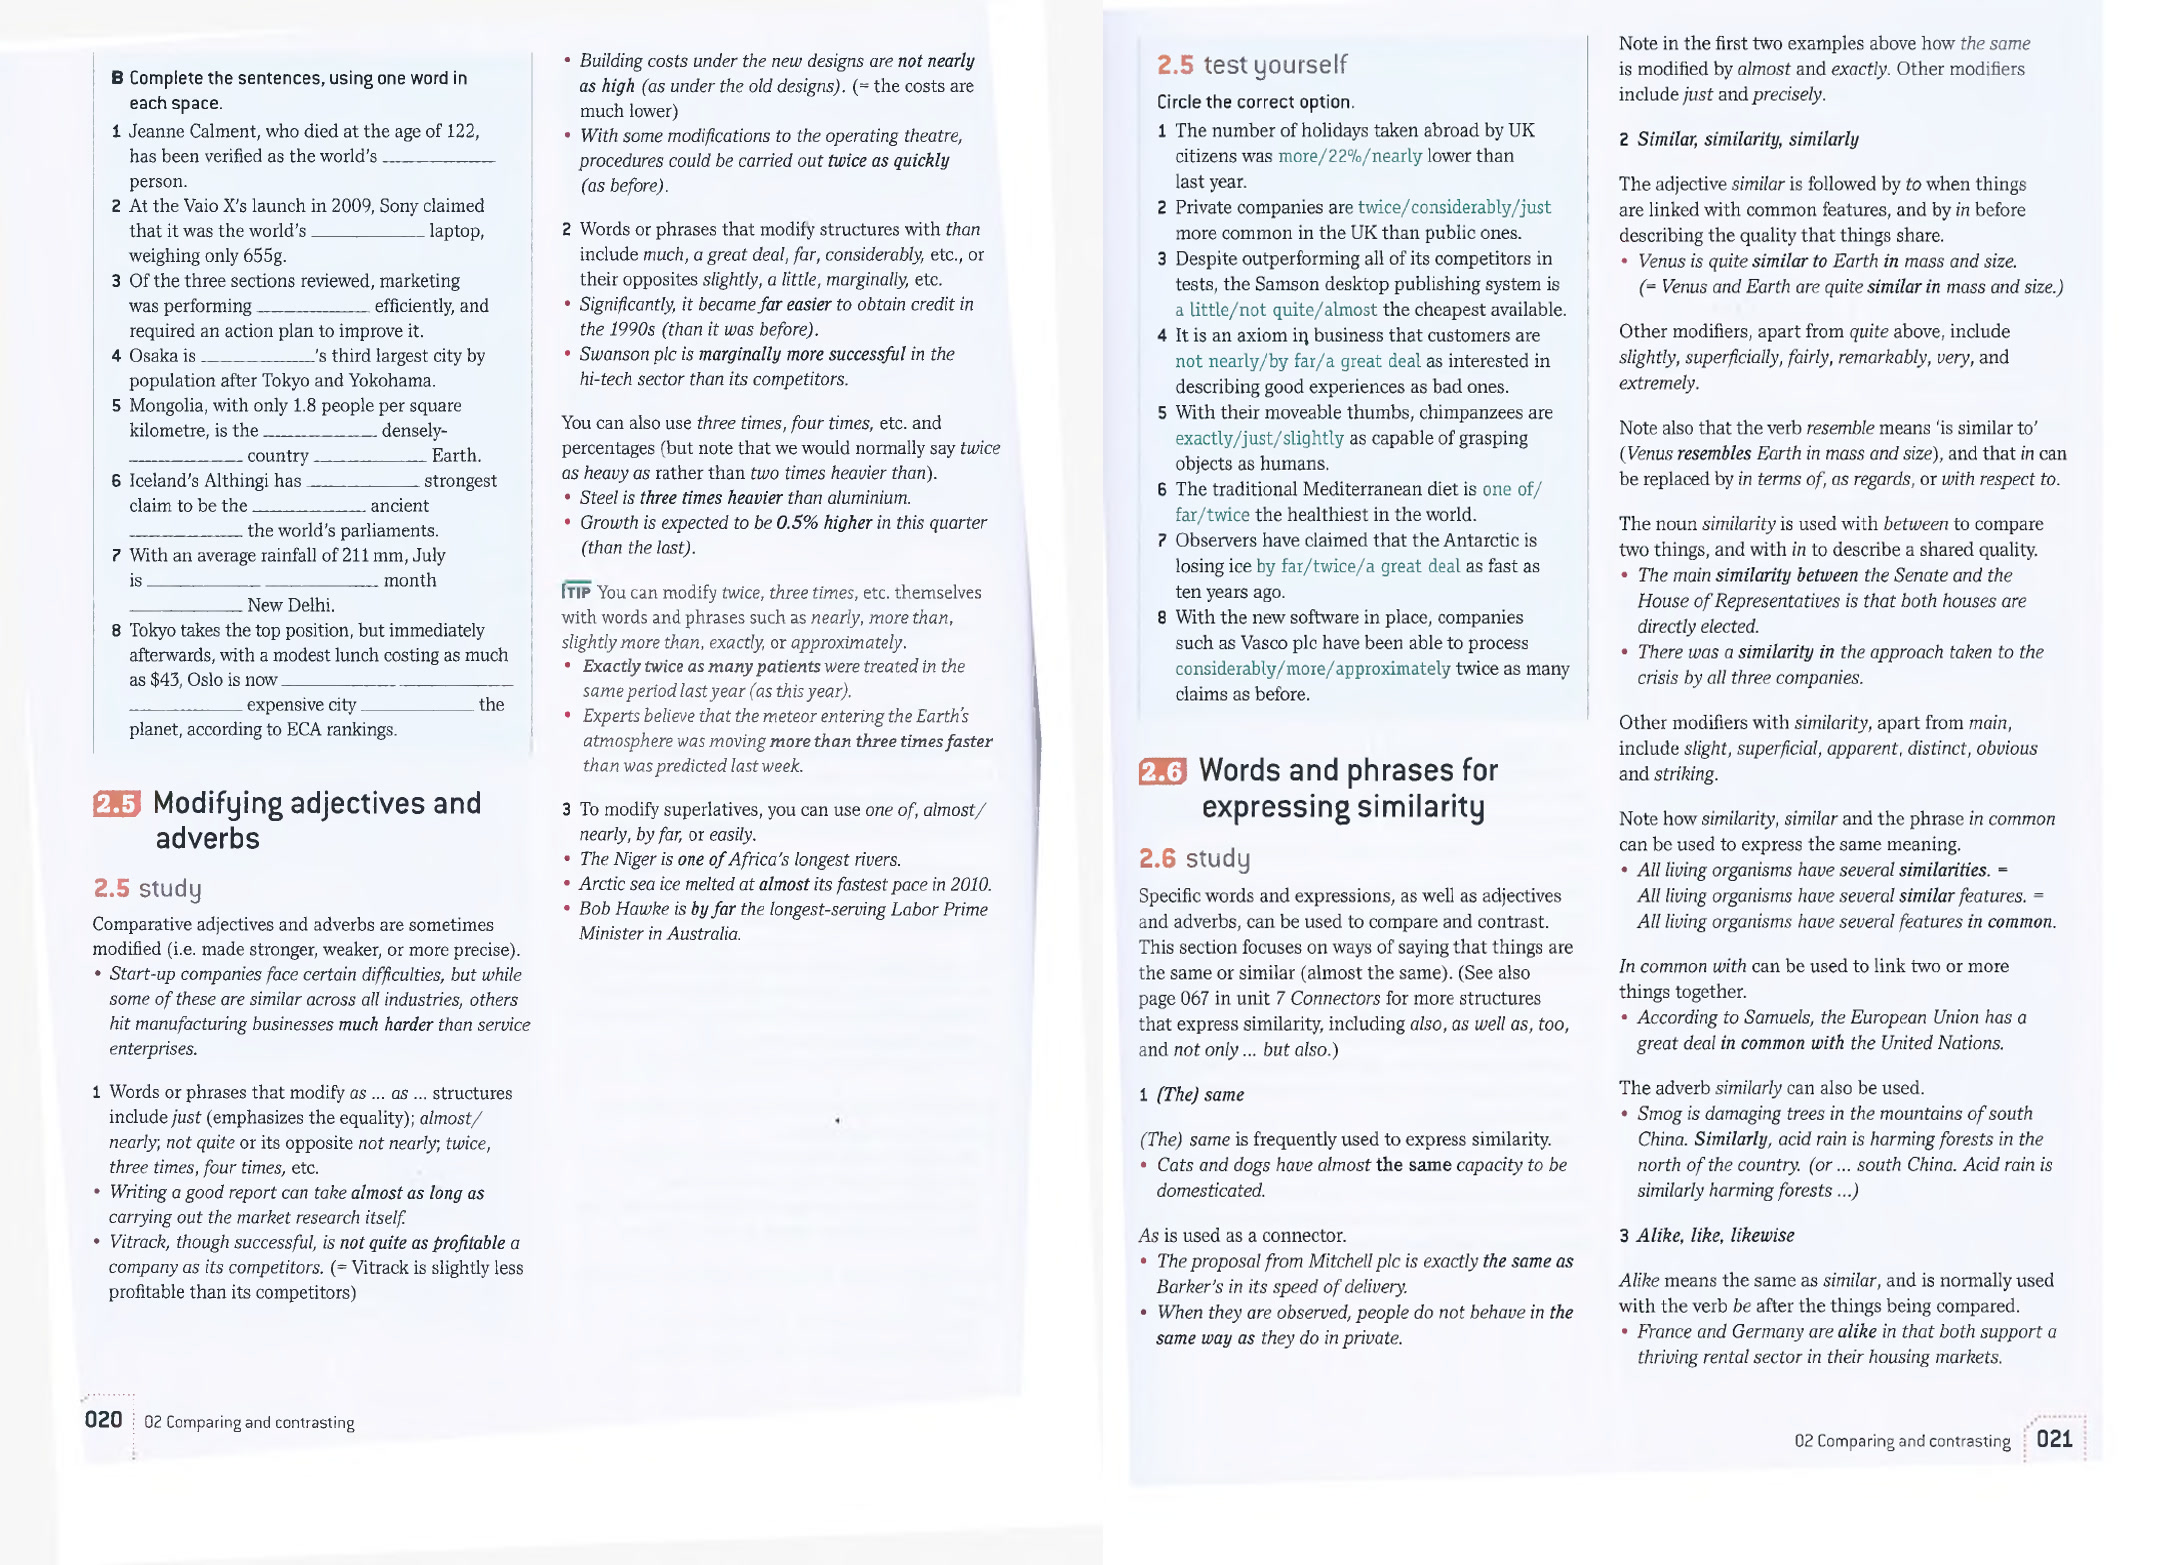 B Complete the sentences, using one word in
each space.
1 Jeanne Calment, who died at the age of 122,
has been verified as the world's ____________
person.
2 At the Vaio X's launch in 2009, Sony claimed
that it was the world's ____________ laptop,
weighing only 655g.
3 Of the three sections reviewed, marketing
was performing ____________ efficiently, and
required an action plan to improve it.
4 Osaka is ____________'s third largest city by
population after Tokyo and Yokohama.
5 Mongolia, with only 1.8 people per square
kilometre, is the ____________ densely-
____________ country ____________ Earth.
6 Iceland's Althingi has ____________ strongest
claim to be the ____________ ancient
____________ the world's parliaments.
7 With an average rainfall of 211 mm, July
is ____________ ____________ month
____________ New Delhi.
8 Tokyo takes the top position, but immediately
afterwards, with a modest lunch costing as much
as $43, Oslo is now ____________ ____________
____________ expensive city ____________ the
planet, according to ECA rankings.
2.5 Modifying adjectives and
adverbs
2.5 study
Comparative adjectives and adverbs are sometimes
modified (i.e. made stronger, weaker, or more precise).
• Start-up companies face certain difficulties, but while
some of these are similar across all industries, others
hit manufacturing businesses much harder than service
enterprises.
1 Words or phrases that modify as ... as ... structures
include just (emphasizes the equality); almost/
nearly; not quite or its opposite not nearly; twice,
three times, four times, etc.
• Writing a good report can take almost as long as
carrying out the market research itself.
• Vitrack, though successful, is not quite as profitable a
company as its competitors. (= Vitrack is slightly less
profitable than its competitors)
020 02 Comparing and contrasting
• Building costs under the new designs are not nearly
as high (as under the old designs). (= the costs are
much lower)
• With some modifications to the operating theatre,
procedures could be carried out twice as quickly
(as before).
2 Words or phrases that modify structures with than
include much, a great deal, far, considerably, etc., or
their opposites slightly, a little, marginally, etc.
• Significantly, it became far easier to obtain credit in
the 1990s (than it was before).
• Swanson plc is marginally more successful in the
hi-tech sector than its competitors.
You can also use three times, four times, etc. and
percentages (but note that we would normally say twice
as heavy as rather than two times heavier than).
• Steel is three times heavier than aluminium.
• Growth is expected to be 0.5% higher in this quarter
(than the last).
TIP You can modify twice, three times, etc. themselves
with words and phrases such as nearly, more than,
slightly more than, exactly, or approximately.
• Exactly twice as many patients were treated in the
same period last year (as this year).
• Experts believe that the meteor entering the Earth's
atmosphere was moving more than three times faster
than was predicted last week.
3 To modify superlatives, you can use one of, almost/
nearly, by far, or easily.
• The Niger is one of Africa's longest rivers.
• Arctic sea ice melted at almost its fastest pace in 2010.
• Bob Hawke is by far the longest-serving Labor Prime
Minister in Australia.
2.5 test yourself
Circle the correct option.
1 The number of holidays taken abroad by UK
citizens was more/22%/nearly lower than
last year.
2 Private companies are twice/considerably/just
more common in the UK than public ones.
3 Despite outperforming all of its competitors in
tests, the Samson desktop publishing system is
a little/not quite/almost the cheapest available.
4 It is an axiom in business that customers are
not nearly/by far/a great deal as interested in
describing good experiences as bad ones.
5 With their moveable thumbs, chimpanzees are
exactly/just/slightly as capable of grasping
objects as humans.
6 The traditional Mediterranean diet is one of/
far/twice the healthiest in the world.
7 Observers have claimed that the Antarctic is
losing ice by far/twice/a great deal as fast as
ten years ago.
8 With the new software in place, companies
such as Vasco plc have been able to process
considerably/more/approximately twice as many
claims as before.
2.6 Words and phrases for
expressing similarity
2.6 study
Specific words and expressions, as well as adjectives
and adverbs, can be used to compare and contrast.
This section focuses on ways of saying that things are
the same or similar (almost the same). (See also
page 067 in unit 7 Connectors for more structures
that express similarity, including also, as well as, too,
and not only ... but also.)
1 (The) same
(The) same is frequently used to express similarity.
• Cats and dogs have almost the same capacity to be
domesticated.
As is used as a connector.
• The proposal from Mitchell plc is exactly the same as
Barker's in its speed of delivery.
• When they are observed, people do not behave in the
same way as they do in private.
Note in the first two examples above how the same
is modified by almost and exactly. Other modifiers
include just and precisely.
2 Similar, similarity, similarly
The adjective similar is followed by to when things
are linked with common features, and by in before
describing the quality that things share.
• Venus is quite similar to Earth in mass and size.
(= Venus and Earth are quite similar in mass and size.)
Other modifiers, apart from quite above, include
slightly, superficially, fairly, remarkably, very, and
extremely.
Note also that the verb resemble means 'is similar to'
(Venus resembles Earth in mass and size), and that in can
be replaced by in terms of, as regards, or with respect to.
The noun similarity is used with between to compare
two things, and with in to describe a shared quality.
• The main similarity between the Senate and the
House of Representatives is that both houses are
directly elected.
• There was a similarity in the approach taken to the
crisis by all three companies.
Other modifiers with similarity, apart from main,
include slight, superficial, apparent, distinct, obvious
and striking.
Note how similarity, similar and the phrase in common
can be used to express the same meaning.
• All living organisms have several similarities. =
All living organisms have several similar features. =
All living organisms have several features in common.
In common with can be used to link two or more
things together.
• According to Samuels, the European Union has a
great deal in common with the United Nations.
The adverb similarly can also be used.
• Smog is damaging trees in the mountains of south
China. Similarly, acid rain is harming forests in the
north of the country. (or ... south China. Acid rain is
similarly harming forests ...)
3 Alike, like, likewise
Alike means the same as similar, and is normally used
with the verb be after the things being compared.
• France and Germany are alike in that both support a
thriving rental sector in their housing markets.
02 Comparing and contrasting 021